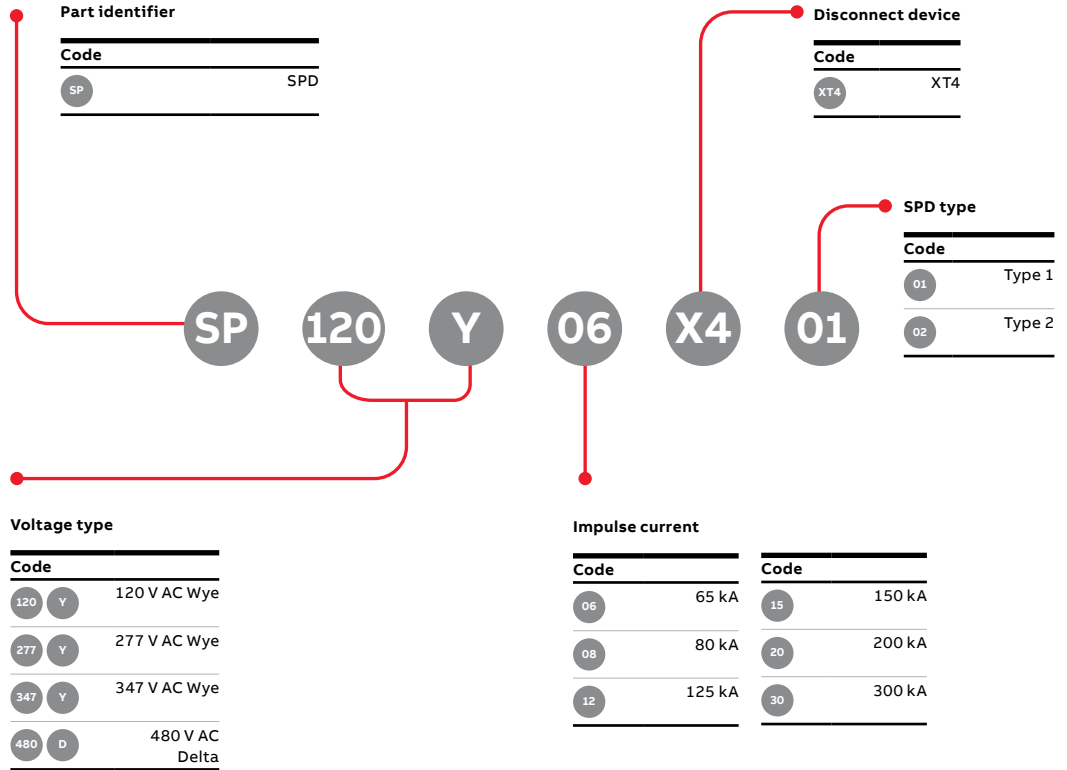 Part identifier
Code
SP SPD
Disconnect device
Code
XT4 XT4
SPD type
Code
01 Type 1
02 Type 2
SP 120 Y 06 X4 01
Voltage type
Code
120 Y 120 V AC Wye
277 Y 277 V AC Wye
347 Y 347 V AC Wye
480 D 480 V AC
Delta
Impulse current
Code
06 65 kA
08 80 kA
12 125 kA
Code
15 150 kA
20 200 kA
30 300 kA